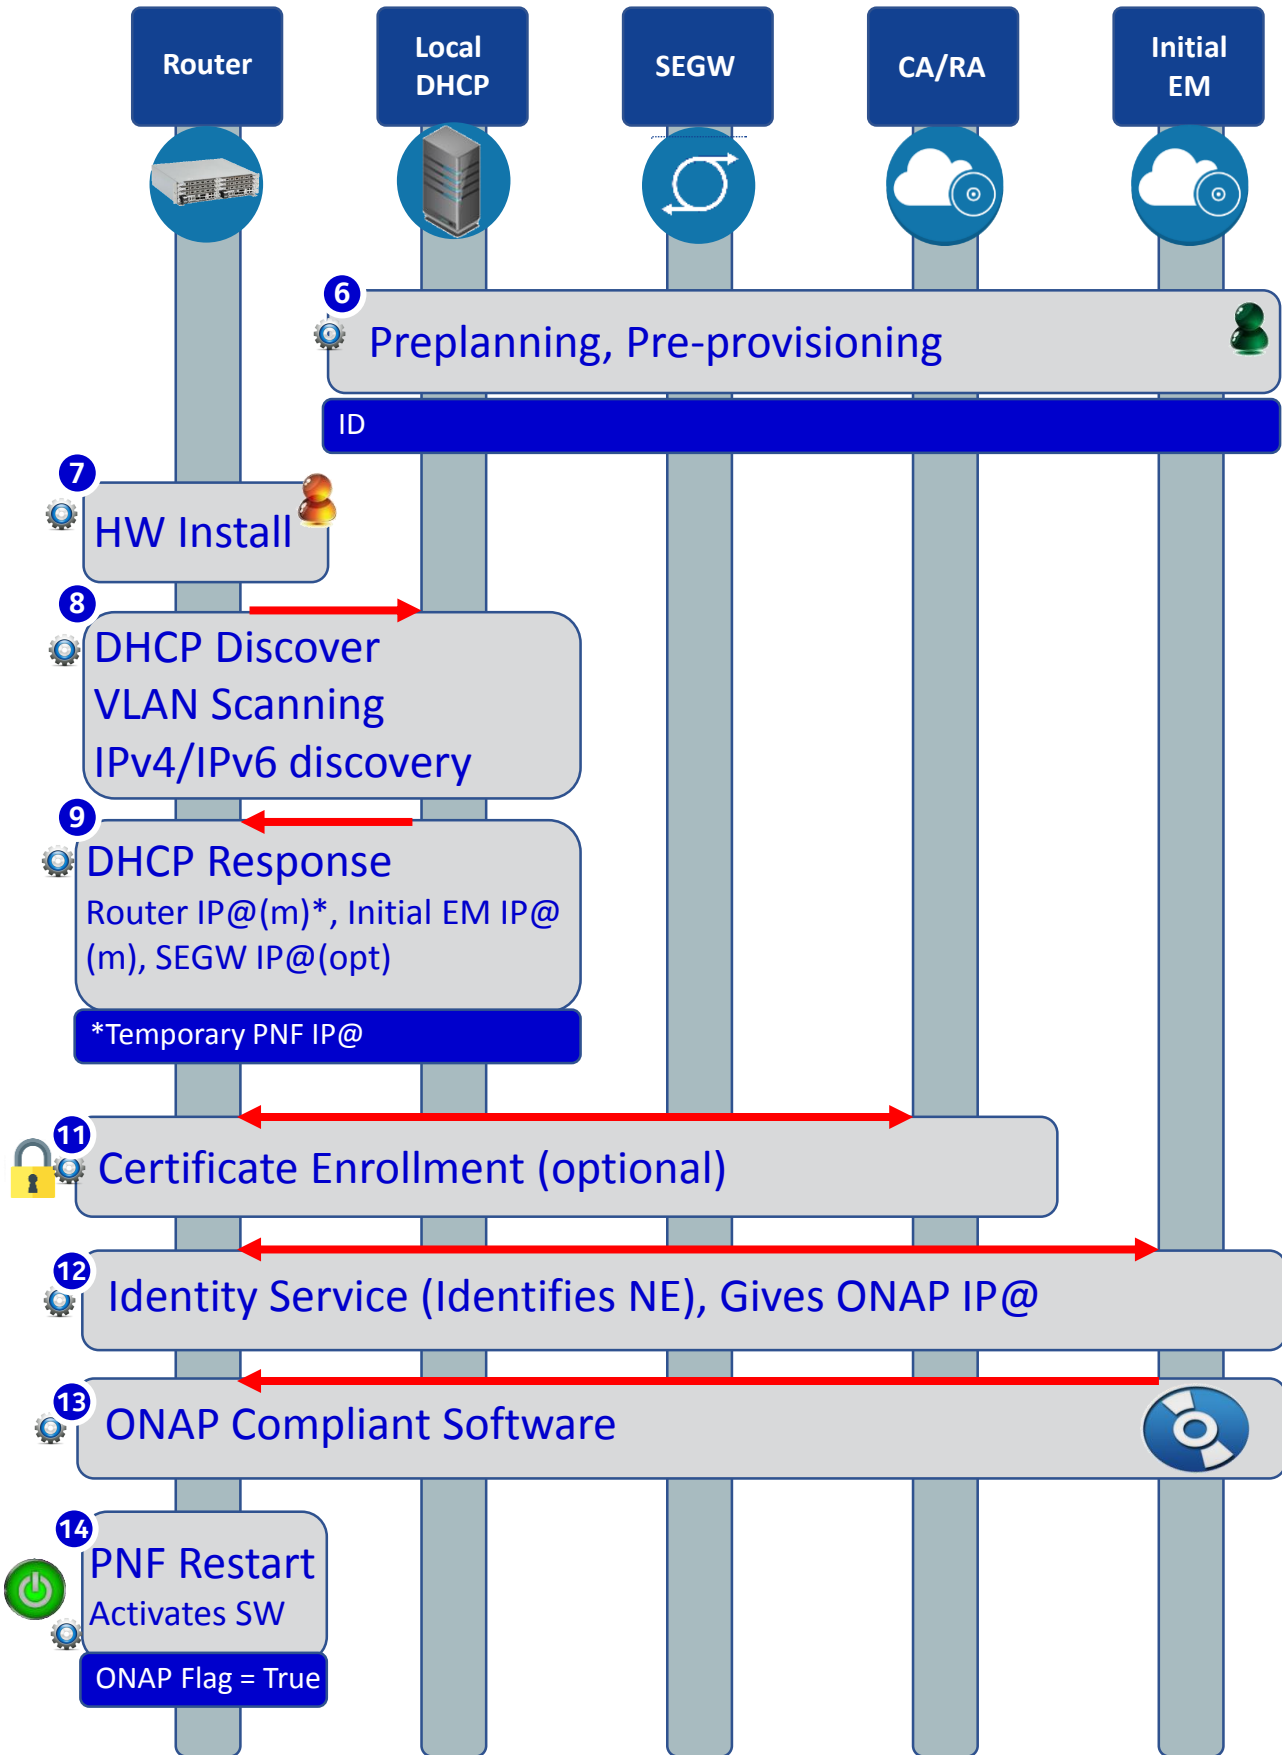 Router
Local
DHCP
SEGW
CA/RA
Initial
EM
6
Preplanning, Pre-provisioning
ID
7
HW Install
8
DHCP Discover
VLAN Scanning
IPv4/IPv6 discovery
9
DHCP Response
Router IP@(m)*, Initial EM IP@
(m), SEGW IP@(opt)
*Temporary PNF IP@
11
Certificate Enrollment (optional)
12
Identity Service (Identifies NE), Gives ONAP IP@
13
ONAP Compliant Software
14
PNF Restart
Activates SW
ONAP Flag = True